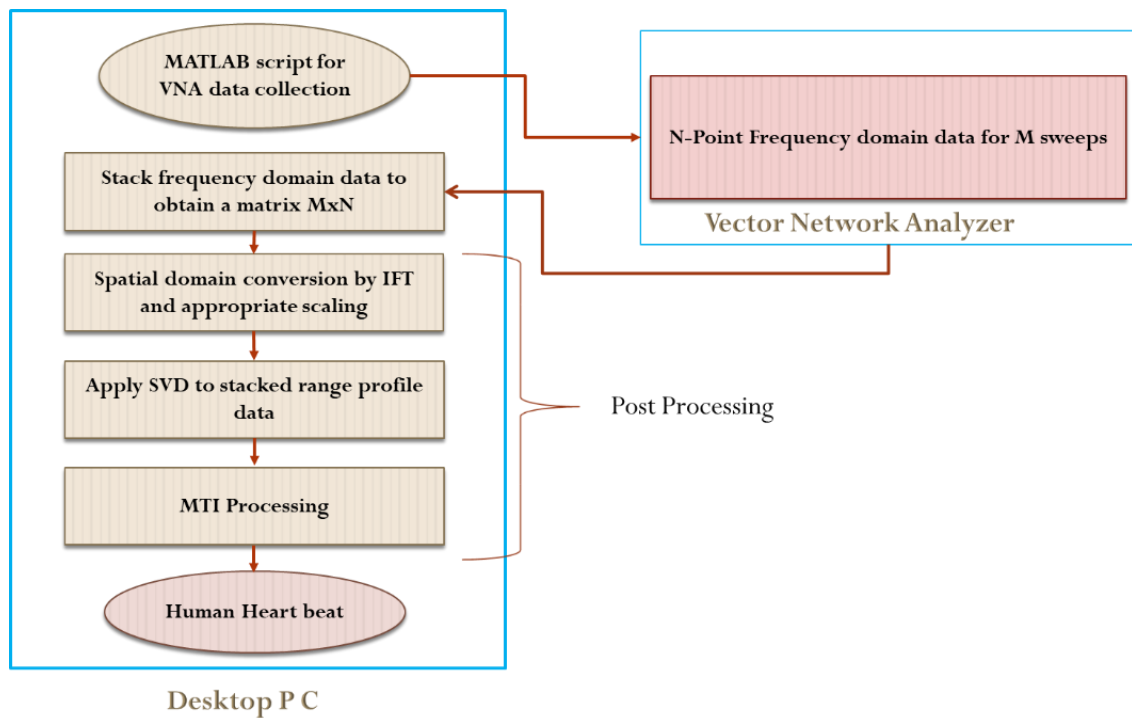 MATLAB script for
VNA data collection
N-Point Frequency domain data for M sweeps
Vector Network Analyzer
Stack frequency domain data to
obtain a matrix MxN
Spatial domain conversion by IFT
and appropriate scaling
Apply SVD to stacked range profile
data
Post Processing
MTI Processing
Human Heart beat
Desktop P C